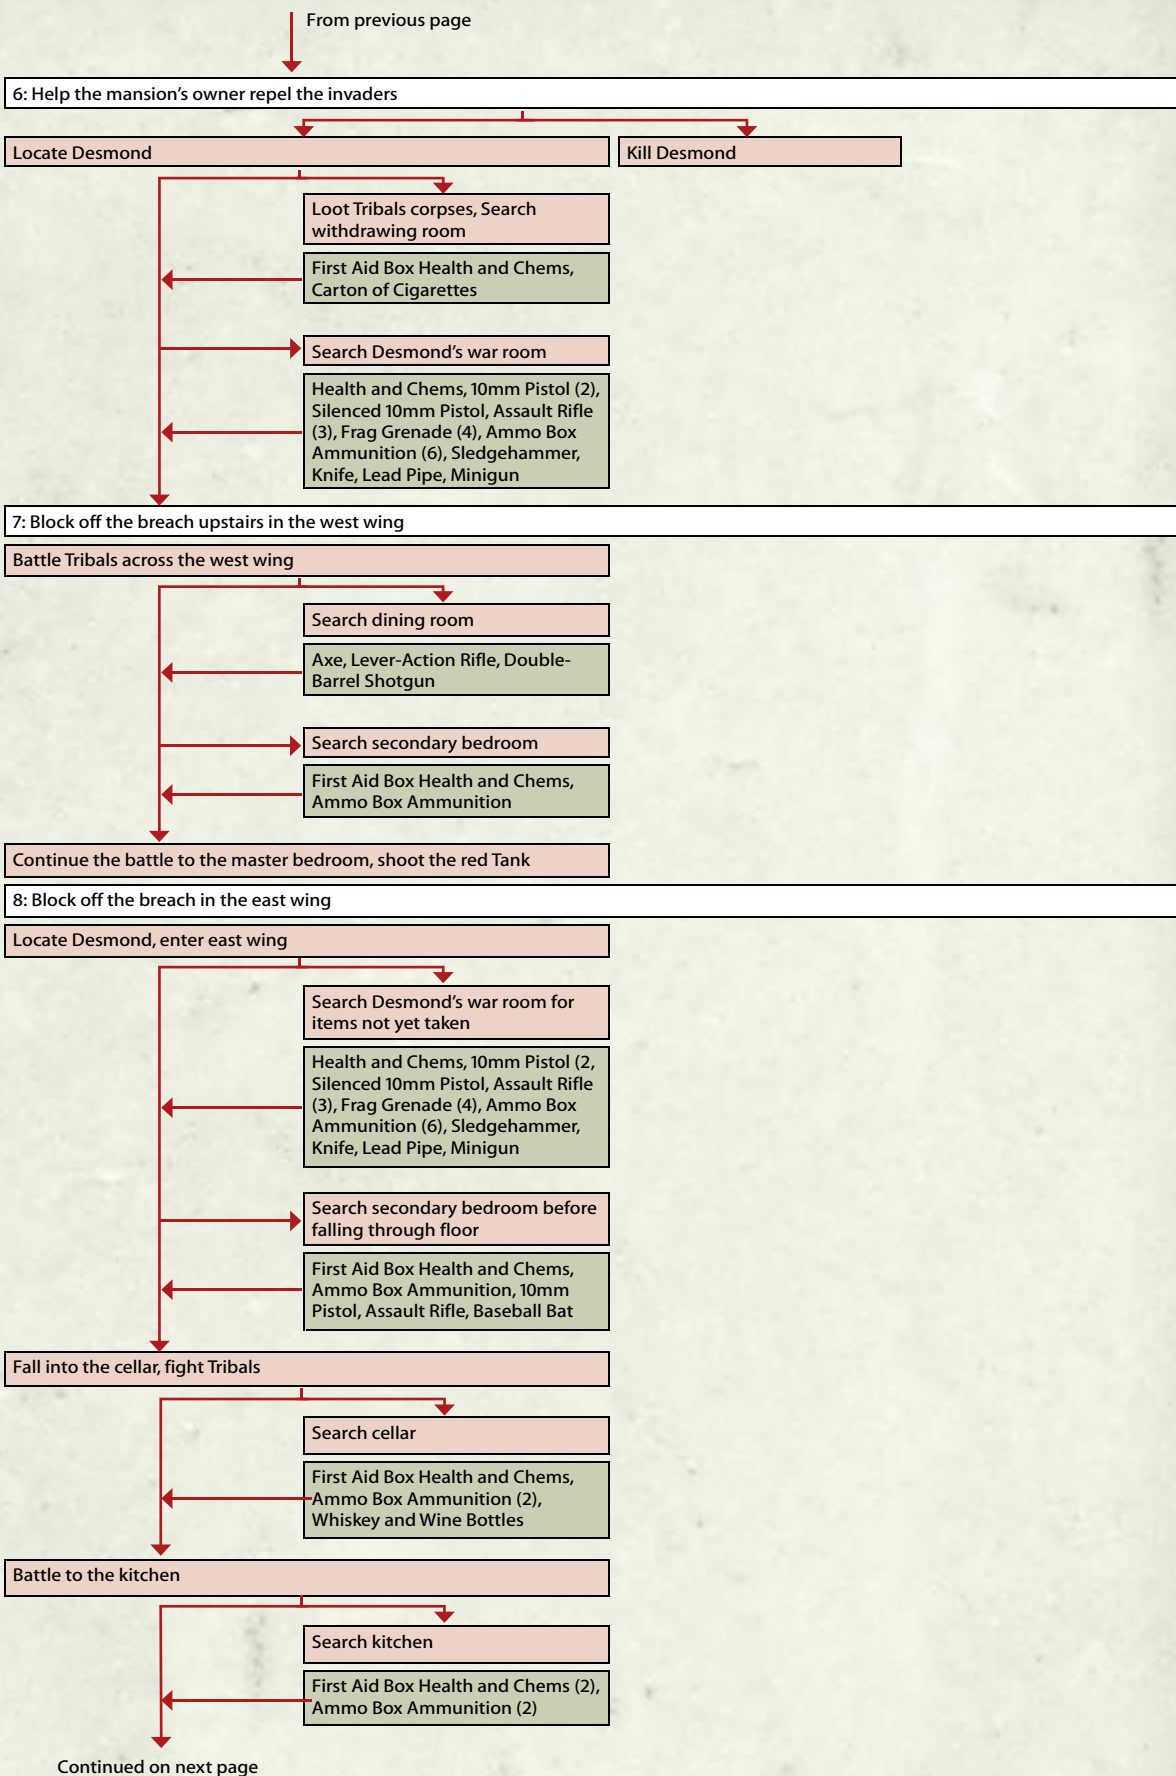 From previous page
6: Help the mansion's owner repel the invaders
Locate Desmond
Kill Desmond
Loot Tribals corpses, Search
withdrawing room
First Aid Box Health and Chems,
Carton of Cigarettes
Search Desmond's war room
Health and Chems, 10mm Pistol (2),
Silenced 10mm Pistol, Assault Rifle
(3), Frag Grenade (4), Ammo Box
Ammunition (6), Sledgehammer,
Knife, Lead Pipe, Minigun
7: Block off the breach upstairs in the west wing
Battle Tribals across the west wing
Search dining room
Axe, Lever-Action Rifle, Double-
Barrel Shotgun
Search secondary bedroom
First Aid Box Health and Chems,
Ammo Box Ammunition
Continue the battle to the master bedroom, shoot the red Tank
8: Block off the breach in the east wing
Locate Desmond, enter east wing
Search Desmond's war room for
items not yet taken
Health and Chems, 10mm Pistol (2,
Silenced 10mm Pistol, Assault Rifle
(3), Frag Grenade (4), Ammo Box
Ammunition (6), Sledgehammer,
Knife, Lead Pipe, Minigun
Search secondary bedroom before
falling through floor
First Aid Box Health and Chems,
Ammo Box Ammunition, 10mm
Pistol, Assault Rifle, Baseball Bat
Fall into the cellar, fight Tribals
Search cellar
First Aid Box Health and Chems,
Ammo Box Ammunition (2),
Whiskey and Wine Bottles
Battle to the kitchen
Search kitchen
First Aid Box Health and Chems (2),
Ammo Box Ammunition (2)
Continued on next page